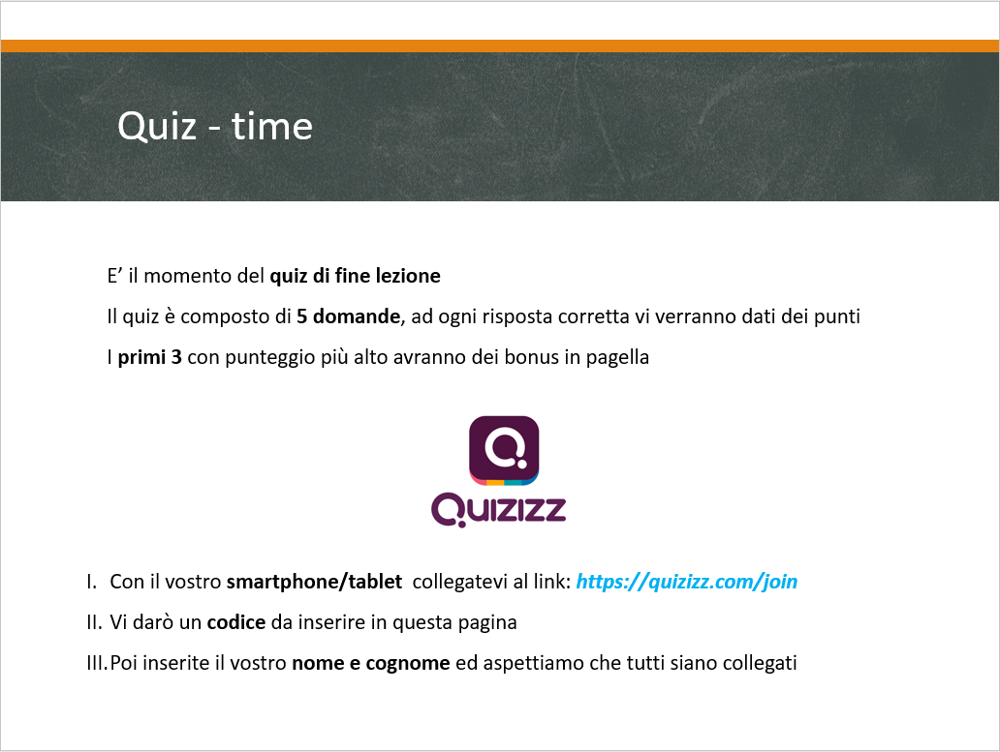 Quiz - time
E’ il momento del quiz di fine lezione
Il quiz è composto di 5 domande, ad ogni risposta corretta vi verranno dati dei punti
I primi 3 con punteggio più alto avranno dei bonus in pagella
Quizizz
I. Con il vostro smartphone/tablet collegatevi al link: https://quizizz.com/join
II. Vi darò un codice da inserire in questa pagina
III. Poi inserite il vostro nome e cognome ed aspettiamo che tutti siano collegati